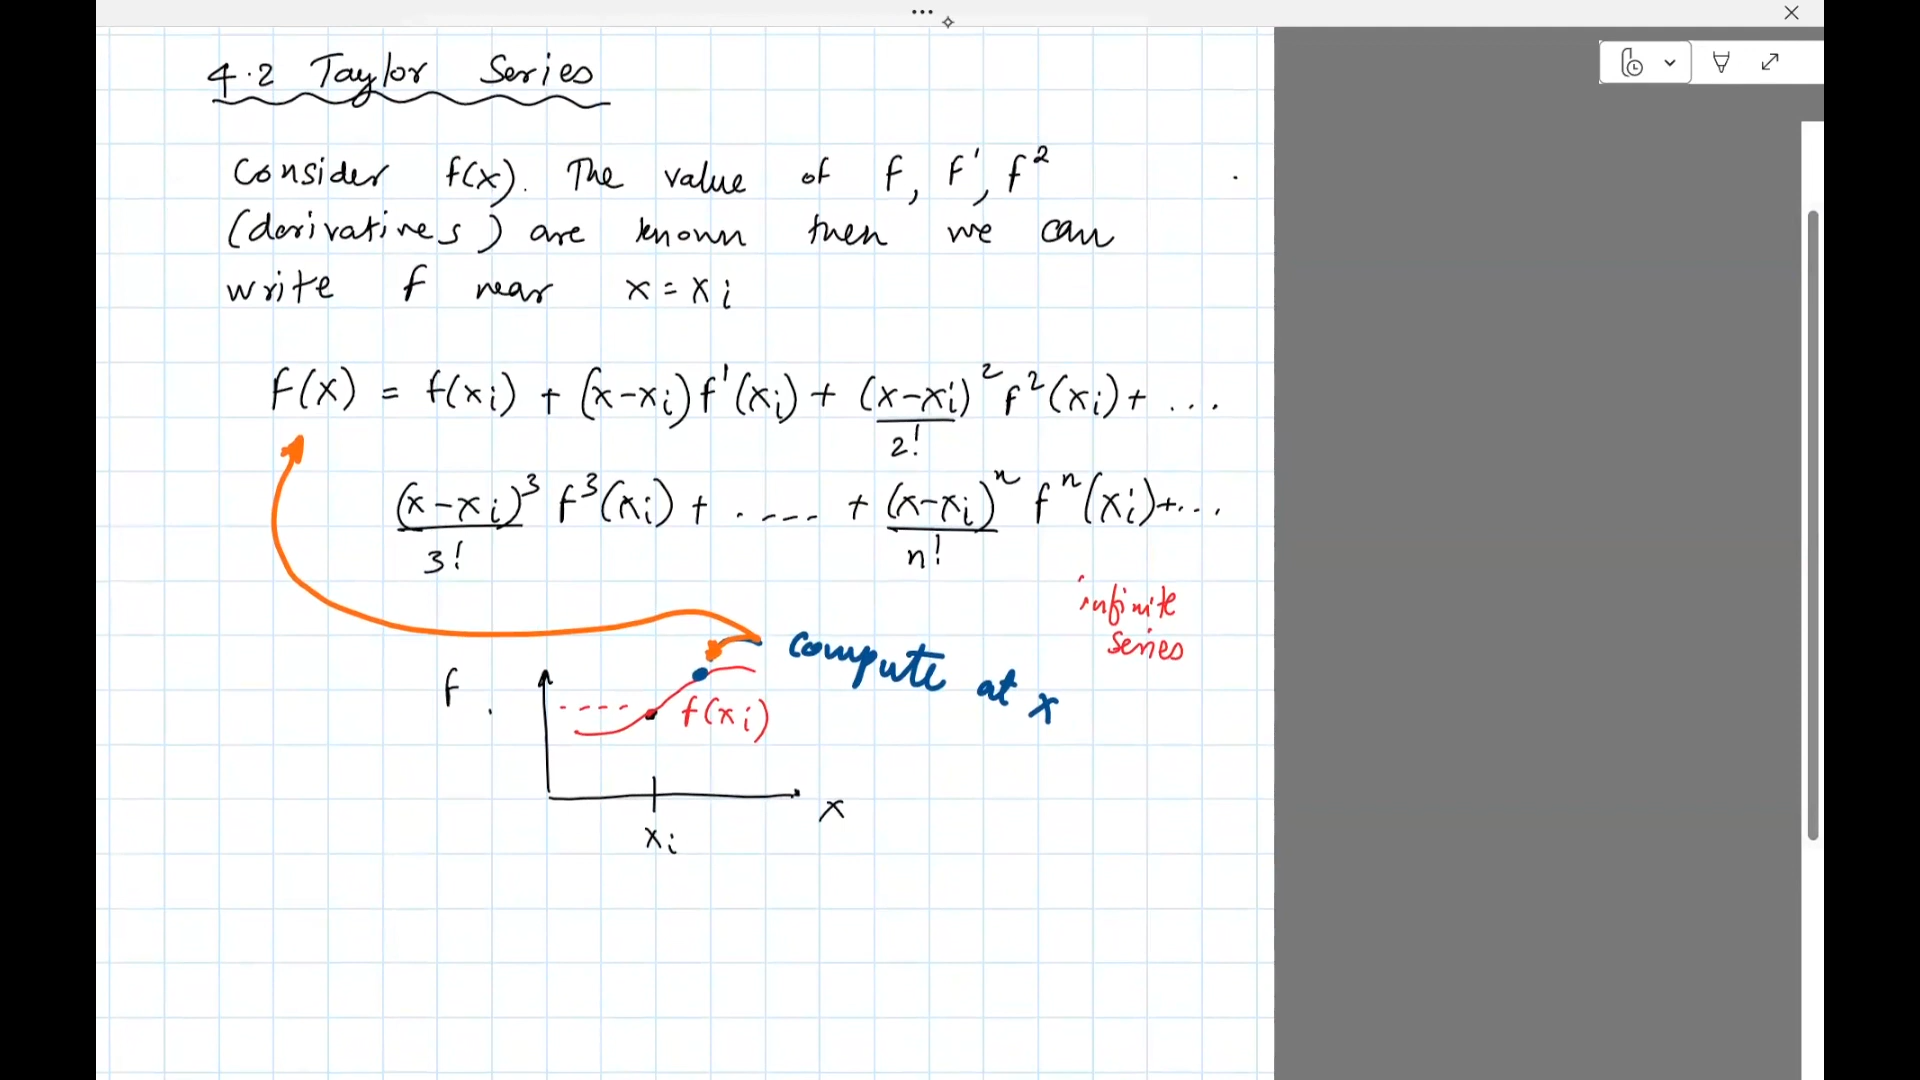 4.2 Taylor Series
Consider f(x). The value of f, f', f²
(derivatives) are known then we can
write f near x = xi
f(x) = f(xi) + (x-xi) f'(xi) + (x-xi)²/2! f²(xi) + ...
(x-xi)³/3! f³(xi) + . ---- + (x-xi)ⁿ/n! fⁿ(xi)+...
infinite
series
compute at x
f
f(xi)
x
xi